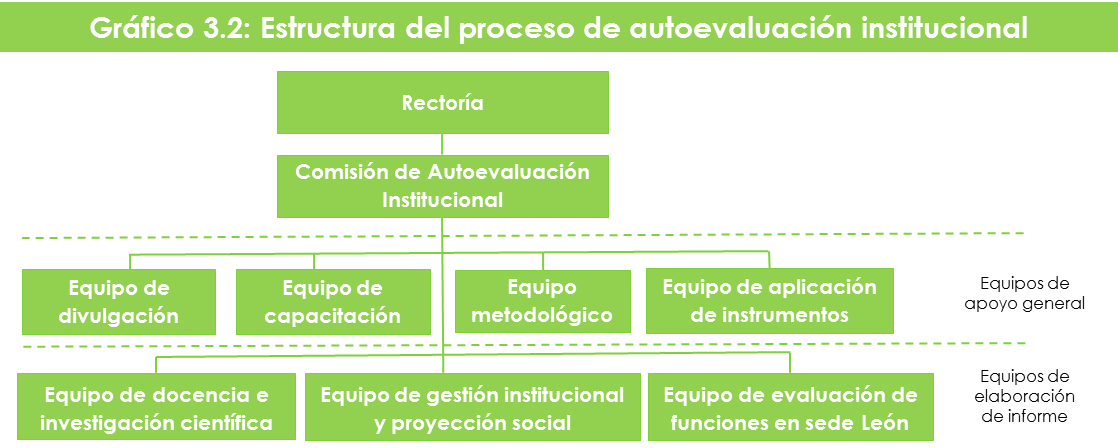 Gráfico 3.2: Estructura del proceso de autoevaluación institucional
Rectoría
Comisión de Autoevaluación
Institucional
Equipo de
divulgación
Equipo de
capacitación
Equipo
metodológico
Equipo de aplicación
de instrumentos
Equipos de
apoyo general
Equipo de docencia e
investigación científica
Equipo de gestión institucional
y proyección social
Equipo de evaluación de
funciones en sede León
Equipos de
elaboración
de informe